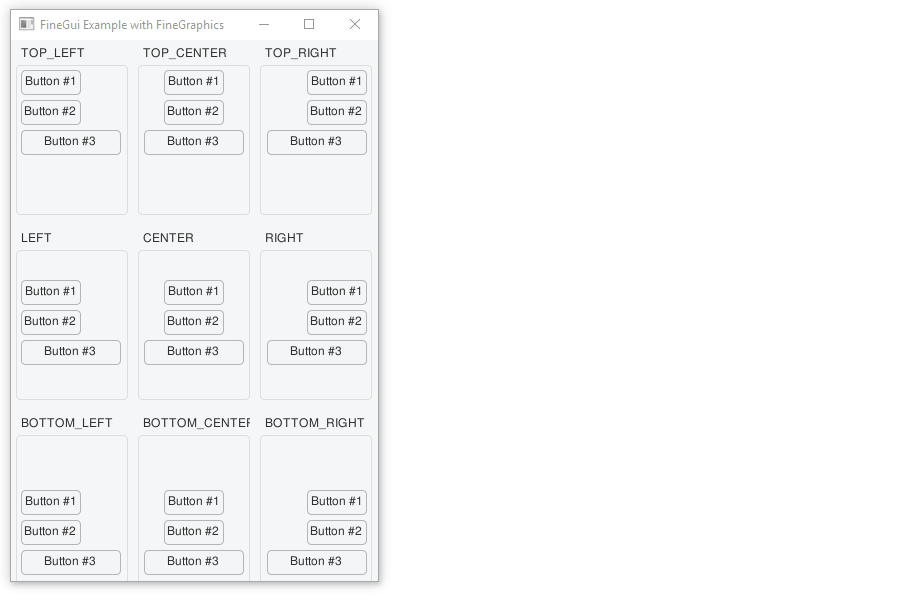 FineGui Example with FineGraphics
TOP_LEFT TOP_CENTER TOP_RIGHT
Button #1 Button #1 Button #1
Button #2 Button #2 Button #2
Button #3 Button #3 Button #3
LEFT CENTER RIGHT
Button #1 Button #1 Button #1
Button #2 Button #2 Button #2
Button #3 Button #3 Button #3
BOTTOM_LEFT BOTTOM_CENTER BOTTOM_RIGHT
Button #1 Button #1 Button #1
Button #2 Button #2 Button #2
Button #3 Button #3 Button #3